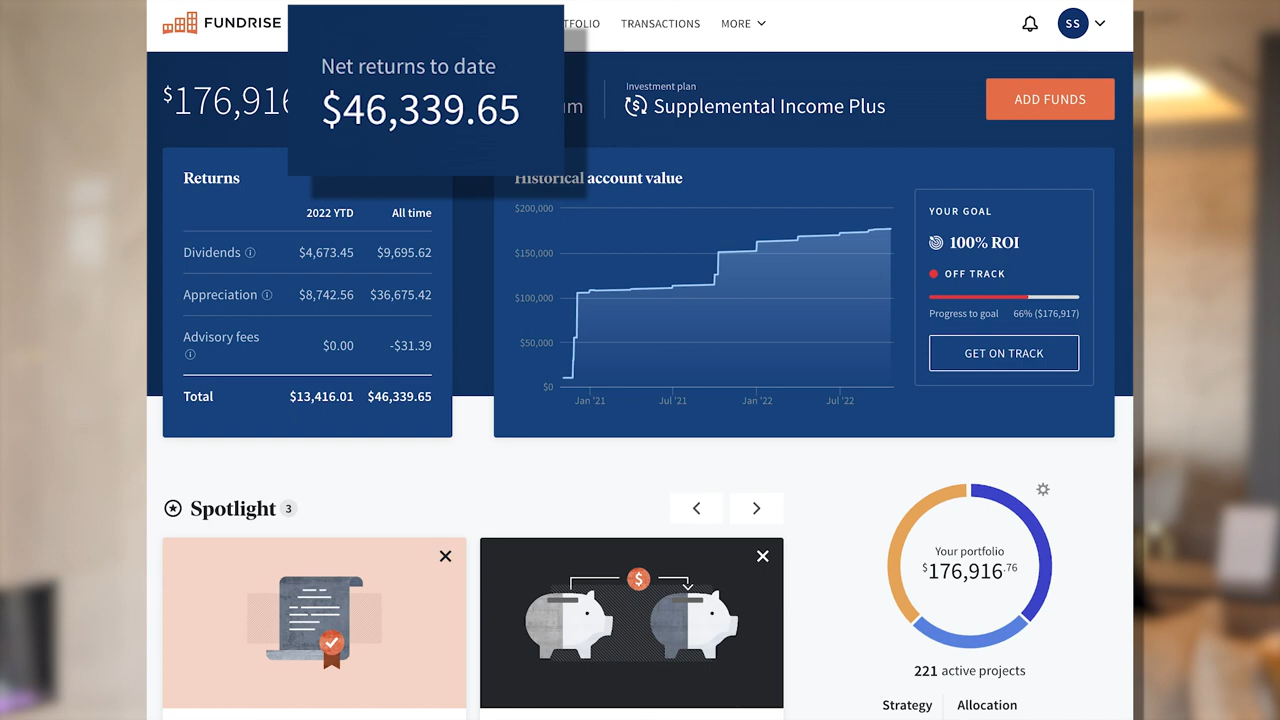 FUNDRISE
TRANSACTIONS
MORE
SS
Net returns to date
$46,339.65
$176,916
Investment plan
Supplemental Income Plus
ADD FUNDS
Returns
2022 YTD All time
Dividends $4,673.45 $9,695.62
Appreciation $8,742.56 $36,675.42
Advisory fees
$0.00 -$31.39
Total $13,416.01 $46,339.65
Historical account value
$200,000
$150,000
$100,000
$50,000
$0
Jan '21 Jul '21 Jan '22 Jul '22
YOUR GOAL
100% ROI
OFF TRACK
Progress to goal 66% ($176,917)
GET ON TRACK
Spotlight 3
$
Your portfolio
$176,916.76
221 active projects
Strategy Allocation